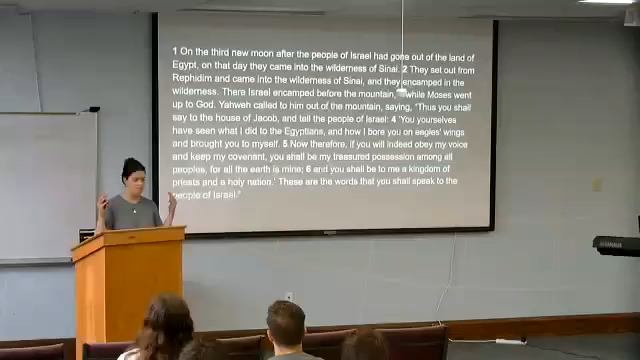 1 On the third new moon after the people of Israel had gone out of the land of
Egypt, on that day they came into the wilderness of Sinai. 2 They set out from
Rephidim and came into the wilderness of Sinai, and they encamped in the
wilderness. There Israel encamped before the mountain, while Moses went
up to God. Yahweh called to him out of the mountain, saying, "Thus you shall
say to the house of Jacob, and tell the people of Israel: 4 'You yourselves
have seen what I did to the Egyptians, and how I bore you on eagles' wings
and brought you to myself. 5 Now therefore, if you will indeed obey my voice
and keep my covenant, you shall be my treasured possession among all
peoples, for all the earth is mine; 6 and you shall be to me a kingdom of
priests and a holy nation.' These are the words that you shall speak to the
people of Israel."